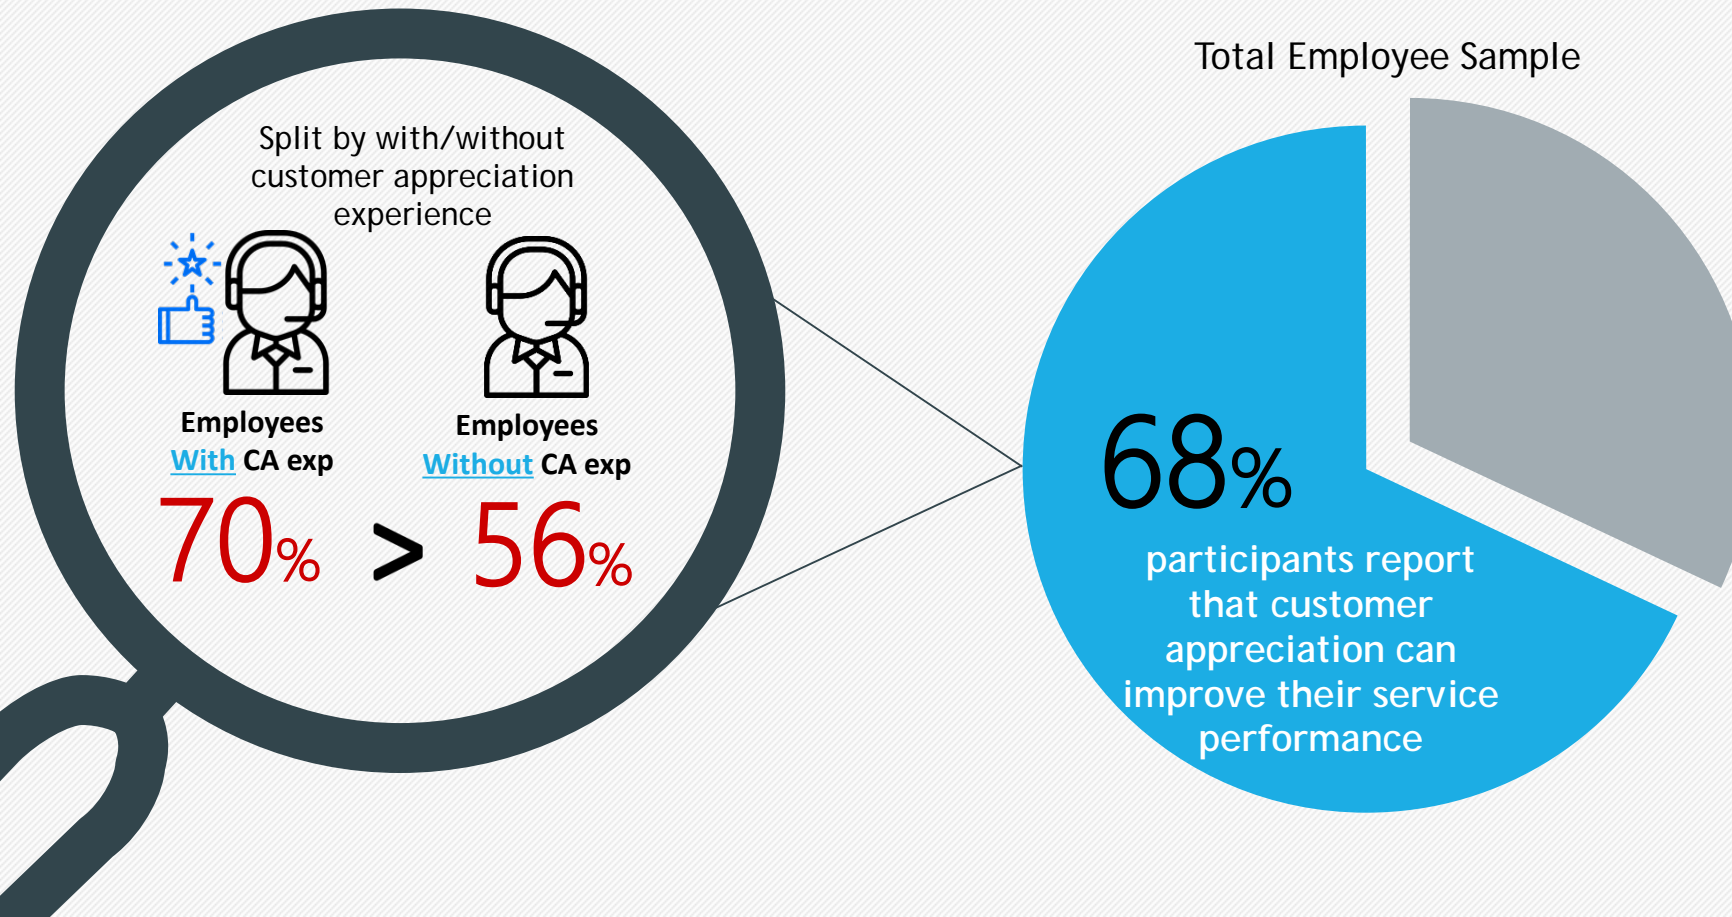 Split by with/without
customer appreciation
experience
Employees
With CA exp
70%
>
Employees
Without CA exp
56%
Total Employee Sample
68%
participants report
that customer
appreciation can
improve their service
performance